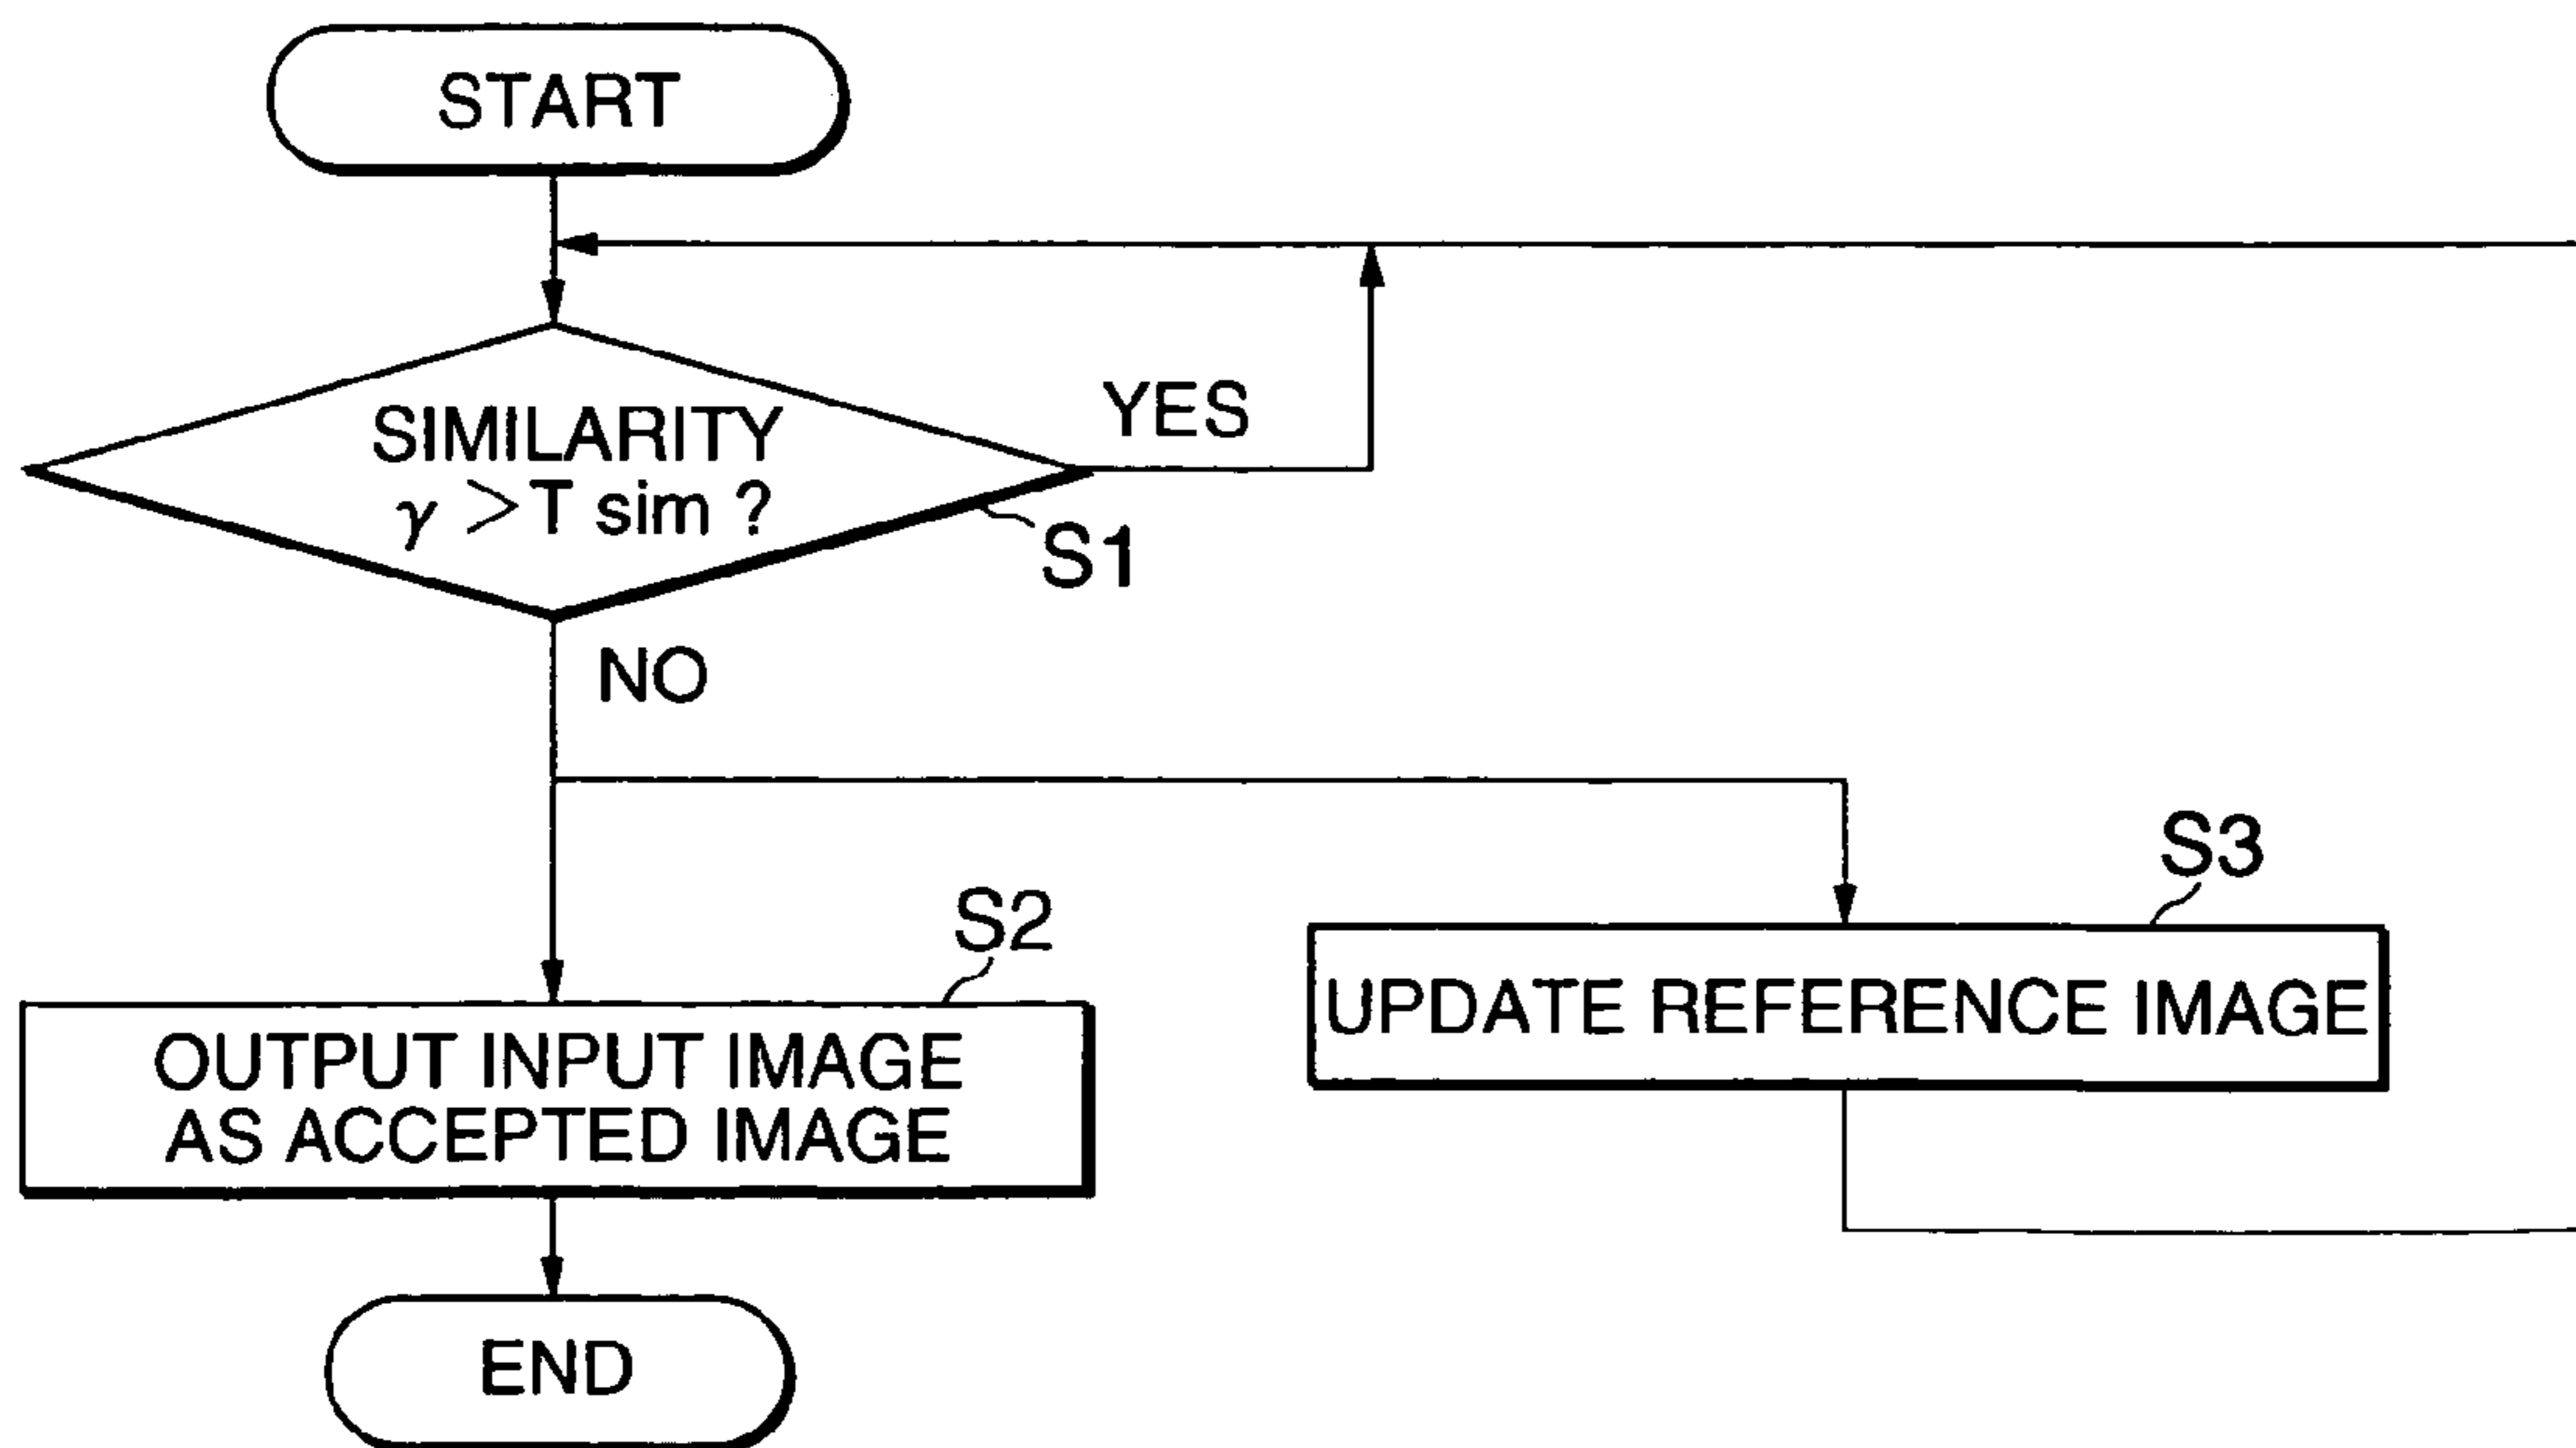 START
SIMILARITY
γ > T sim ?
YES
S1
NO
S2
OUTPUT INPUT IMAGE
AS ACCEPTED IMAGE
S3
UPDATE REFERENCE IMAGE
END